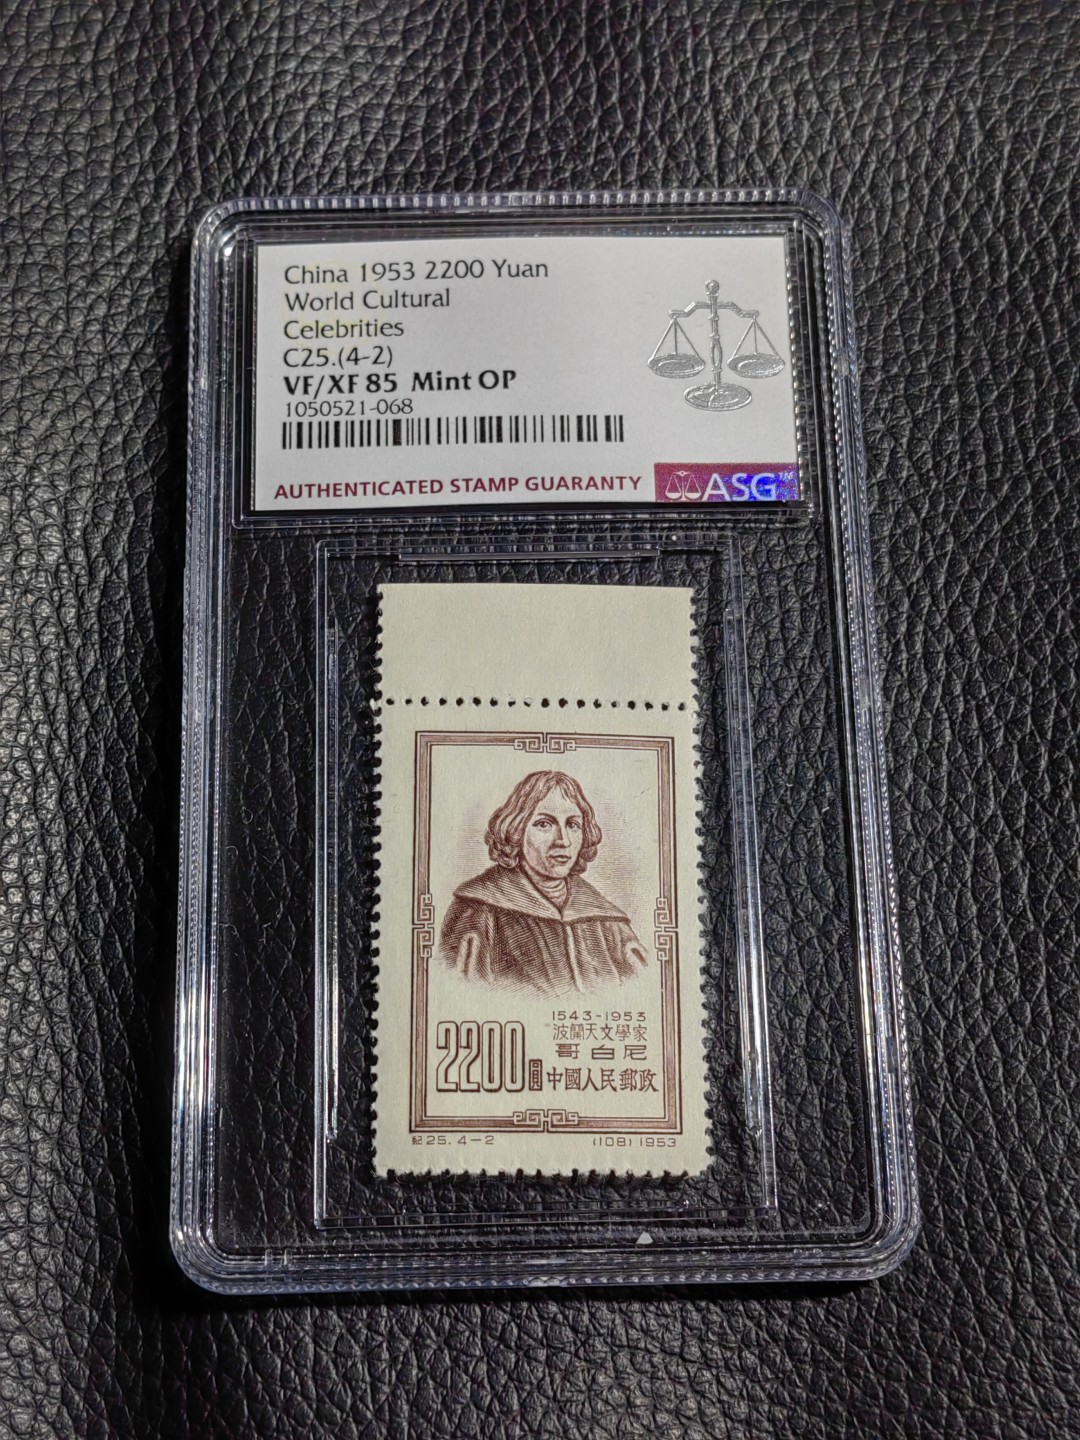 China 1953 2200 Yuan
World Cultural
Celebrities
C25.(4-2)
VF/XF 85 Mint OP
1050521-068
AUTHENTICATED STAMP GUARANTY
ASG™
1543-1953
波蘭天文學家
哥白尼
2200圓 中國人民郵政
紀25. 4-2 (108) 1953